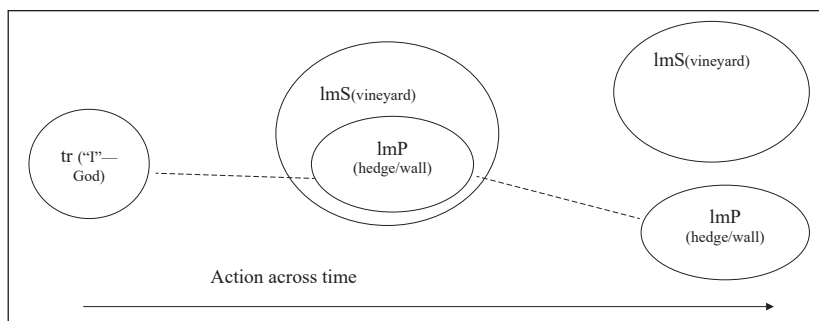 tr (“I”—
God)
lmS(vineyard)
lmP
(hedge/wall)
lmS(vineyard)
lmP
(hedge/wall)
Action across time